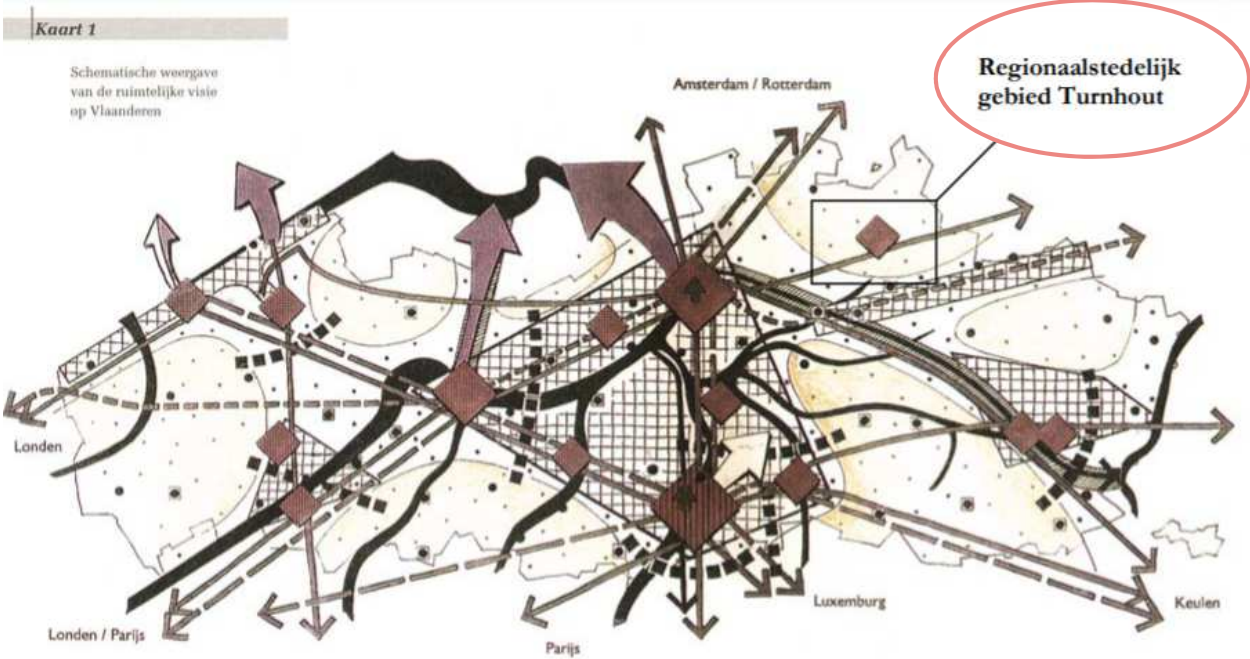 Kaart 1
Schematische weergave
van de ruimtelijke visie
op Vlaanderen
Regionaalstedelijk
gebied Turnhout
Amsterdam / Rotterdam
Londen
Londen / Parijs
Parijs
Luxemburg
Keulen